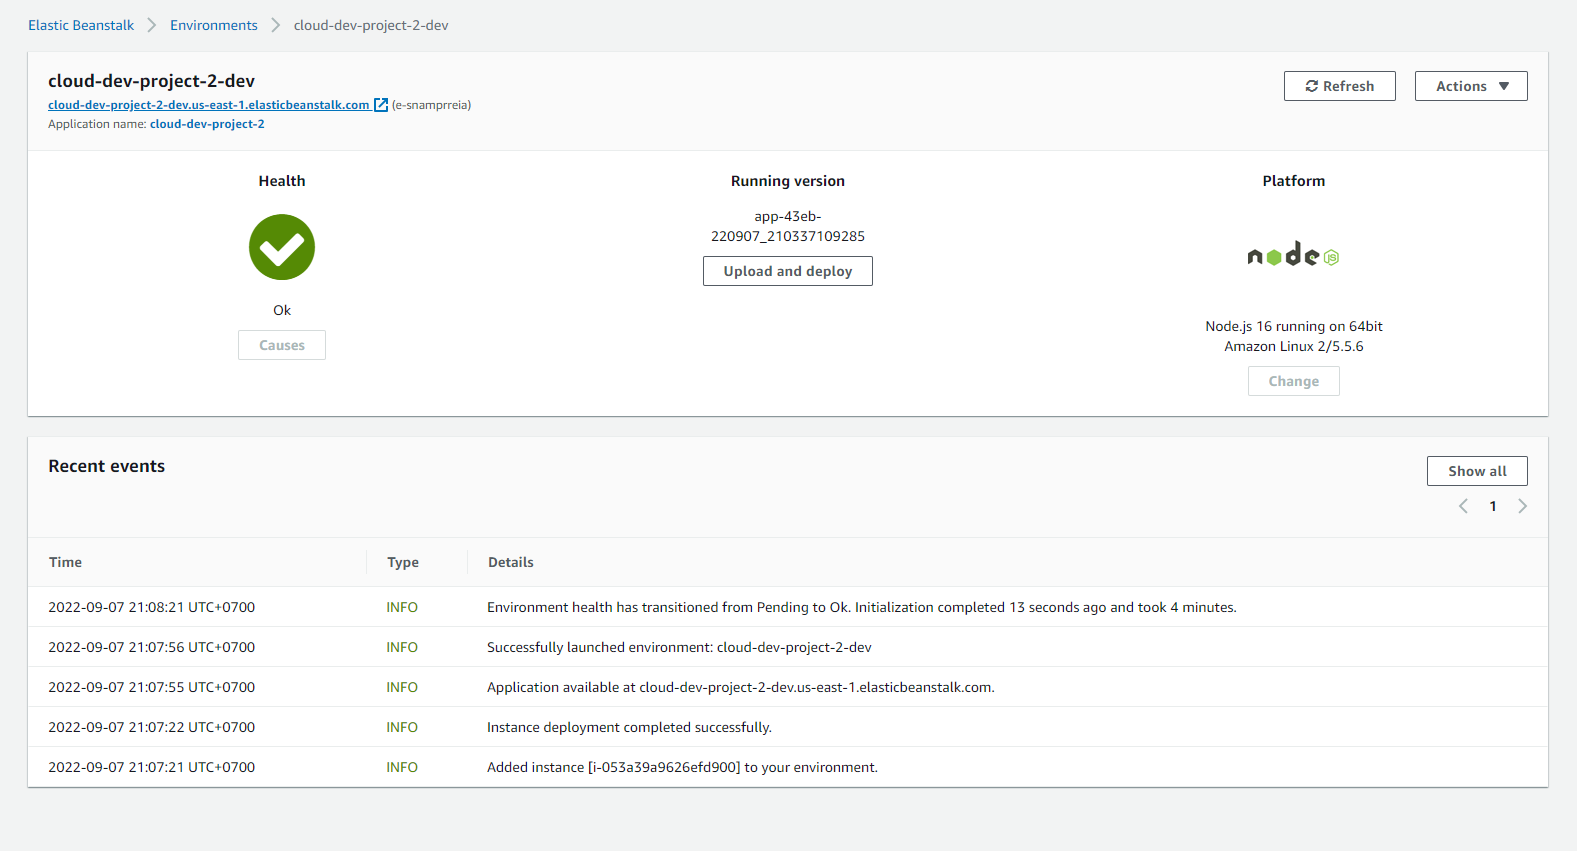 Elastic Beanstalk > Environments > cloud-dev-project-2-dev
cloud-dev-project-2-dev
Refresh
Actions ▼
cloud-dev-project-2-dev.us-east-1.elasticbeanstalk.com (e-snamprreia)
Application name: cloud-dev-project-2
Health
Ok
Causes
Running version
app-43eb-
220907_210337109285
Upload and deploy
Platform
node JS
Node.js 16 running on 64bit
Amazon Linux 2/5.5.6
Change
Recent events
Show all
< 1 >
Time Type Details
2022-09-07 21:08:21 UTC+0700 INFO Environment health has transitioned from Pending to Ok. Initialization completed 13 seconds ago and took 4 minutes.
2022-09-07 21:07:56 UTC+0700 INFO Successfully launched environment: cloud-dev-project-2-dev
2022-09-07 21:07:55 UTC+0700 INFO Application available at cloud-dev-project-2-dev.us-east-1.elasticbeanstalk.com.
2022-09-07 21:07:22 UTC+0700 INFO Instance deployment completed successfully.
2022-09-07 21:07:21 UTC+0700 INFO Added instance [i-053a39a9626efd900] to your environment.